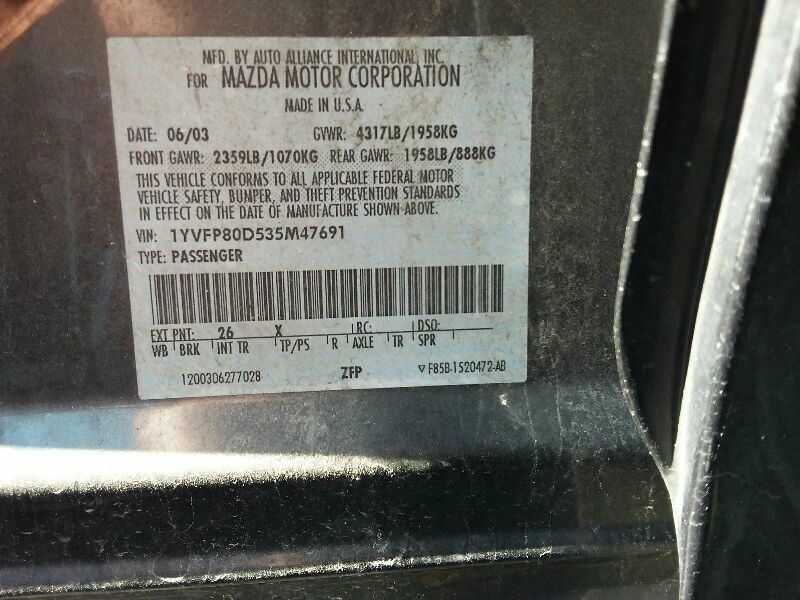 MFD. BY AUTO ALLIANCE INTERNATIONAL, INC.
FOR MAZDA MOTOR CORPORATION
MADE IN U.S.A.
DATE: 06/03 GVWR: 4317LB/1958KG
FRONT GAWR: 2359LB/1070KG REAR GAWR: 1958LB/888KG
THIS VEHICLE CONFORMS TO ALL APPLICABLE FEDERAL MOTOR
VEHICLE SAFETY, BUMPER, AND THEFT PREVENTION STANDARDS
IN EFFECT ON THE DATE OF MANUFACTURE SHOWN ABOVE.
VIN: 1YVFP80D535M47691
TYPE: PASSENGER
EXT PNT: 26 X RC: DSO:
WB BRK INT TR TP/PS R AXLE TR SPR
1200306277028 ZFP ▽F85B-1520472-AB